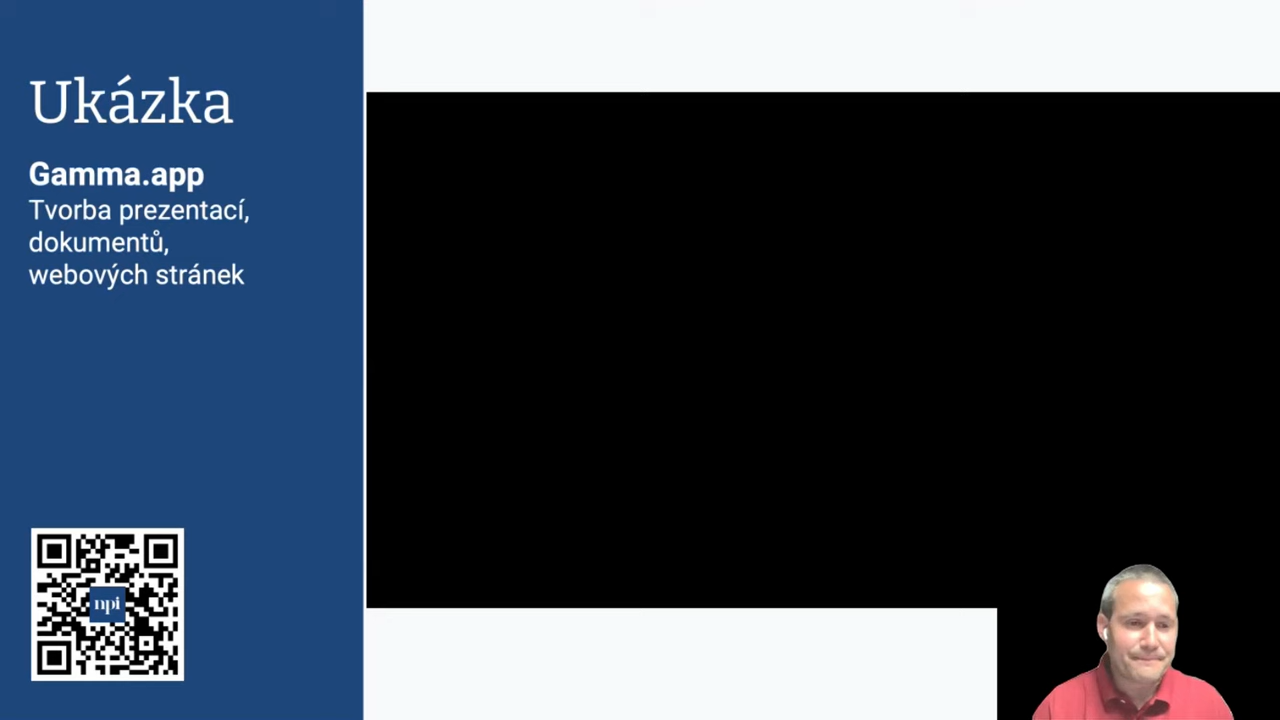 Ukázka
Gamma.app
Tvorba prezentací,
dokumentů,
webových stránek
npi